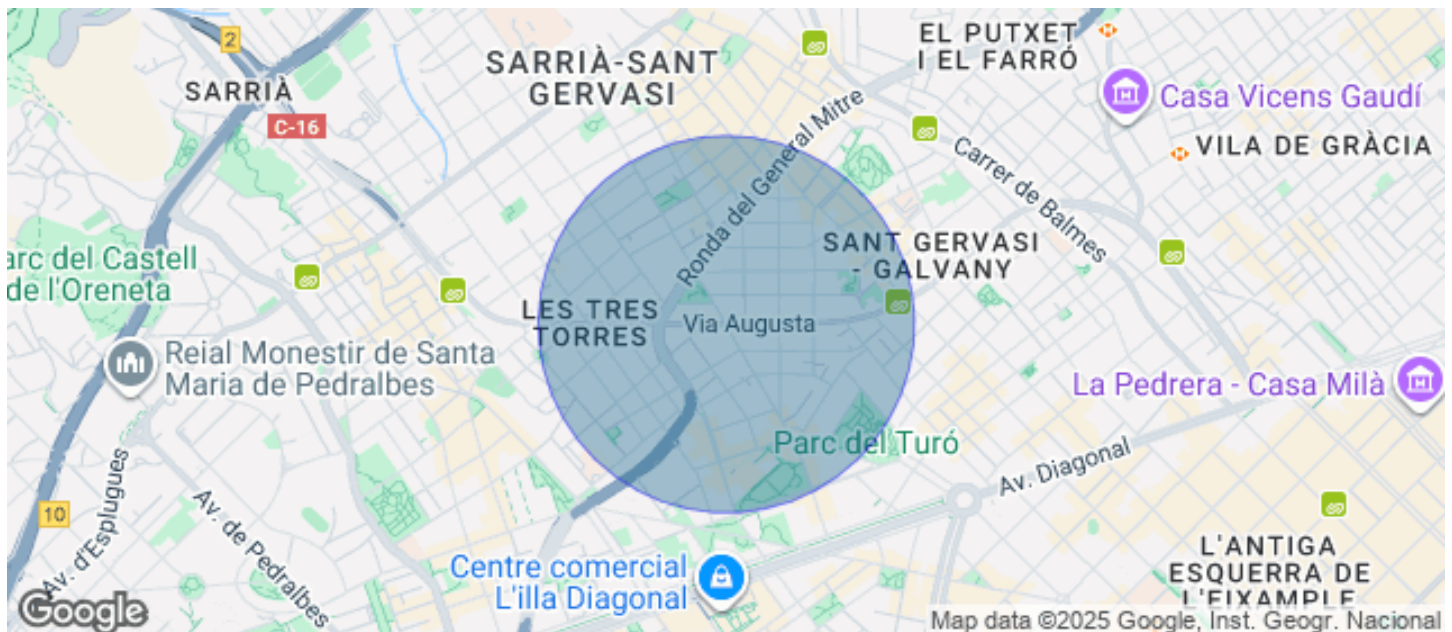 EL PUTXET
I EL FARRÓ
2
SARRIÀ-SANT
GERVASI
SARRIÀ
Casa Vicens Gaudí
C-16
Ronda del General Mitre
Carrer de Balmes
VILA DE GRÀCIA
SANT GERVASI
- GALVANY
arc del Castell
de l'Oreneta
LES TRES
TORRES
Via Augusta
Reial Monestir de Santa
Maria de Pedralbes
La Pedrera - Casa Milà
Parc del Turó
Av. Diagonal
10
Av. d'Esplugues
Av. de Pedralbes
Centre comercial
L'illa Diagonal
L'ANTIGA
ESQUERRA DE
L'EIXAMPLE
Google
Map data ©2025 Google, Inst. Geogr. Nacional